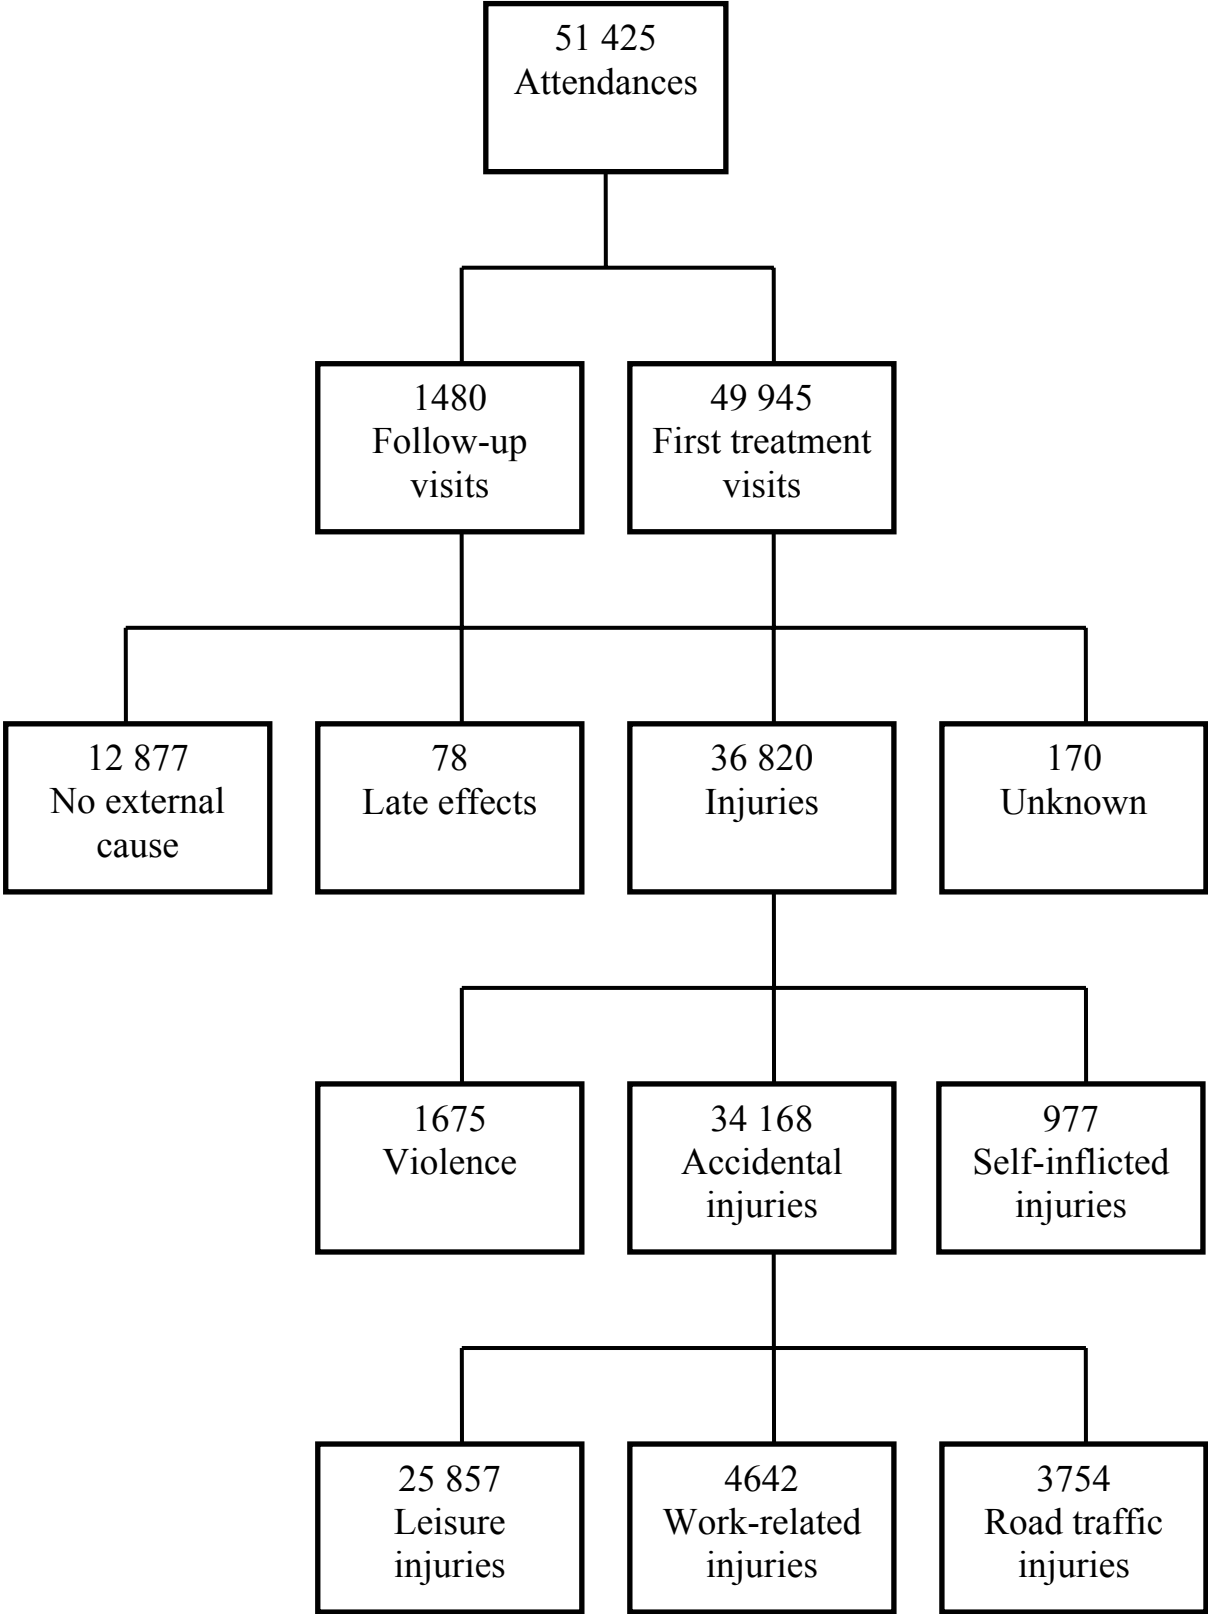 51 425
Attendances
1480
Follow-up
visits
49 945
First treatment
visits
12 877
No external
cause
78
Late effects
36 820
Injuries
170
Unknown
1675
Violence
34 168
Accidental
injuries
977
Self-inflicted
injuries
25 857
Leisure
injuries
4642
Work-related
injuries
3754
Road traffic
injuries